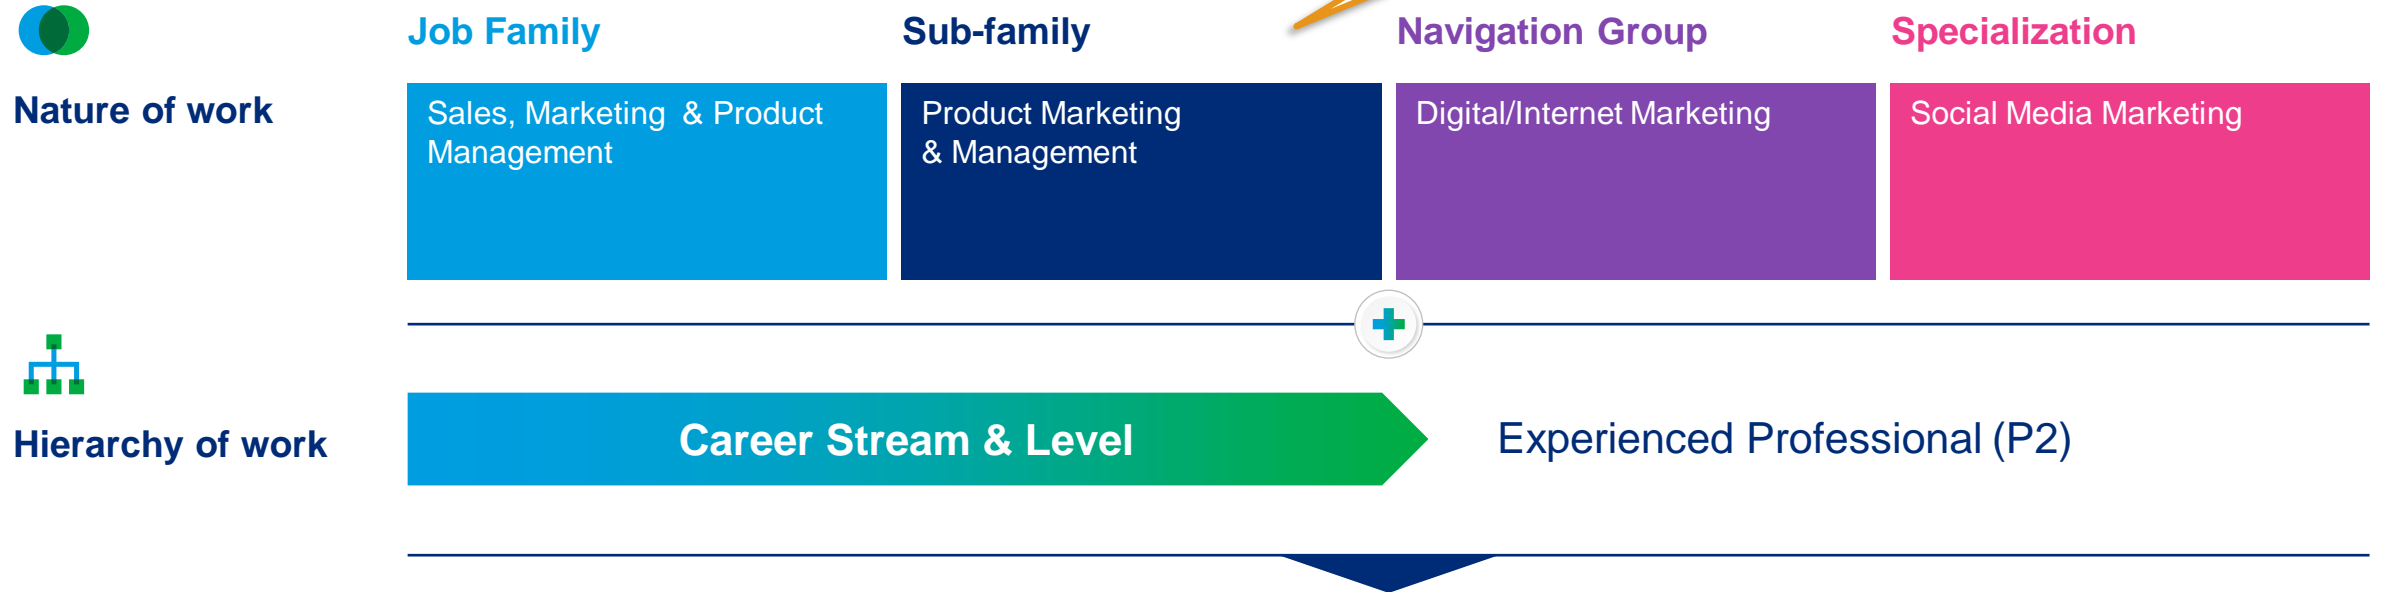 Job Family
Sub-family
Navigation Group
Specialization
Nature of work
Sales, Marketing & Product
Management
Product Marketing
& Management
Digital/Internet Marketing
Social Media Marketing
Hierarchy of work
Career Stream & Level
Experienced Professional (P2)